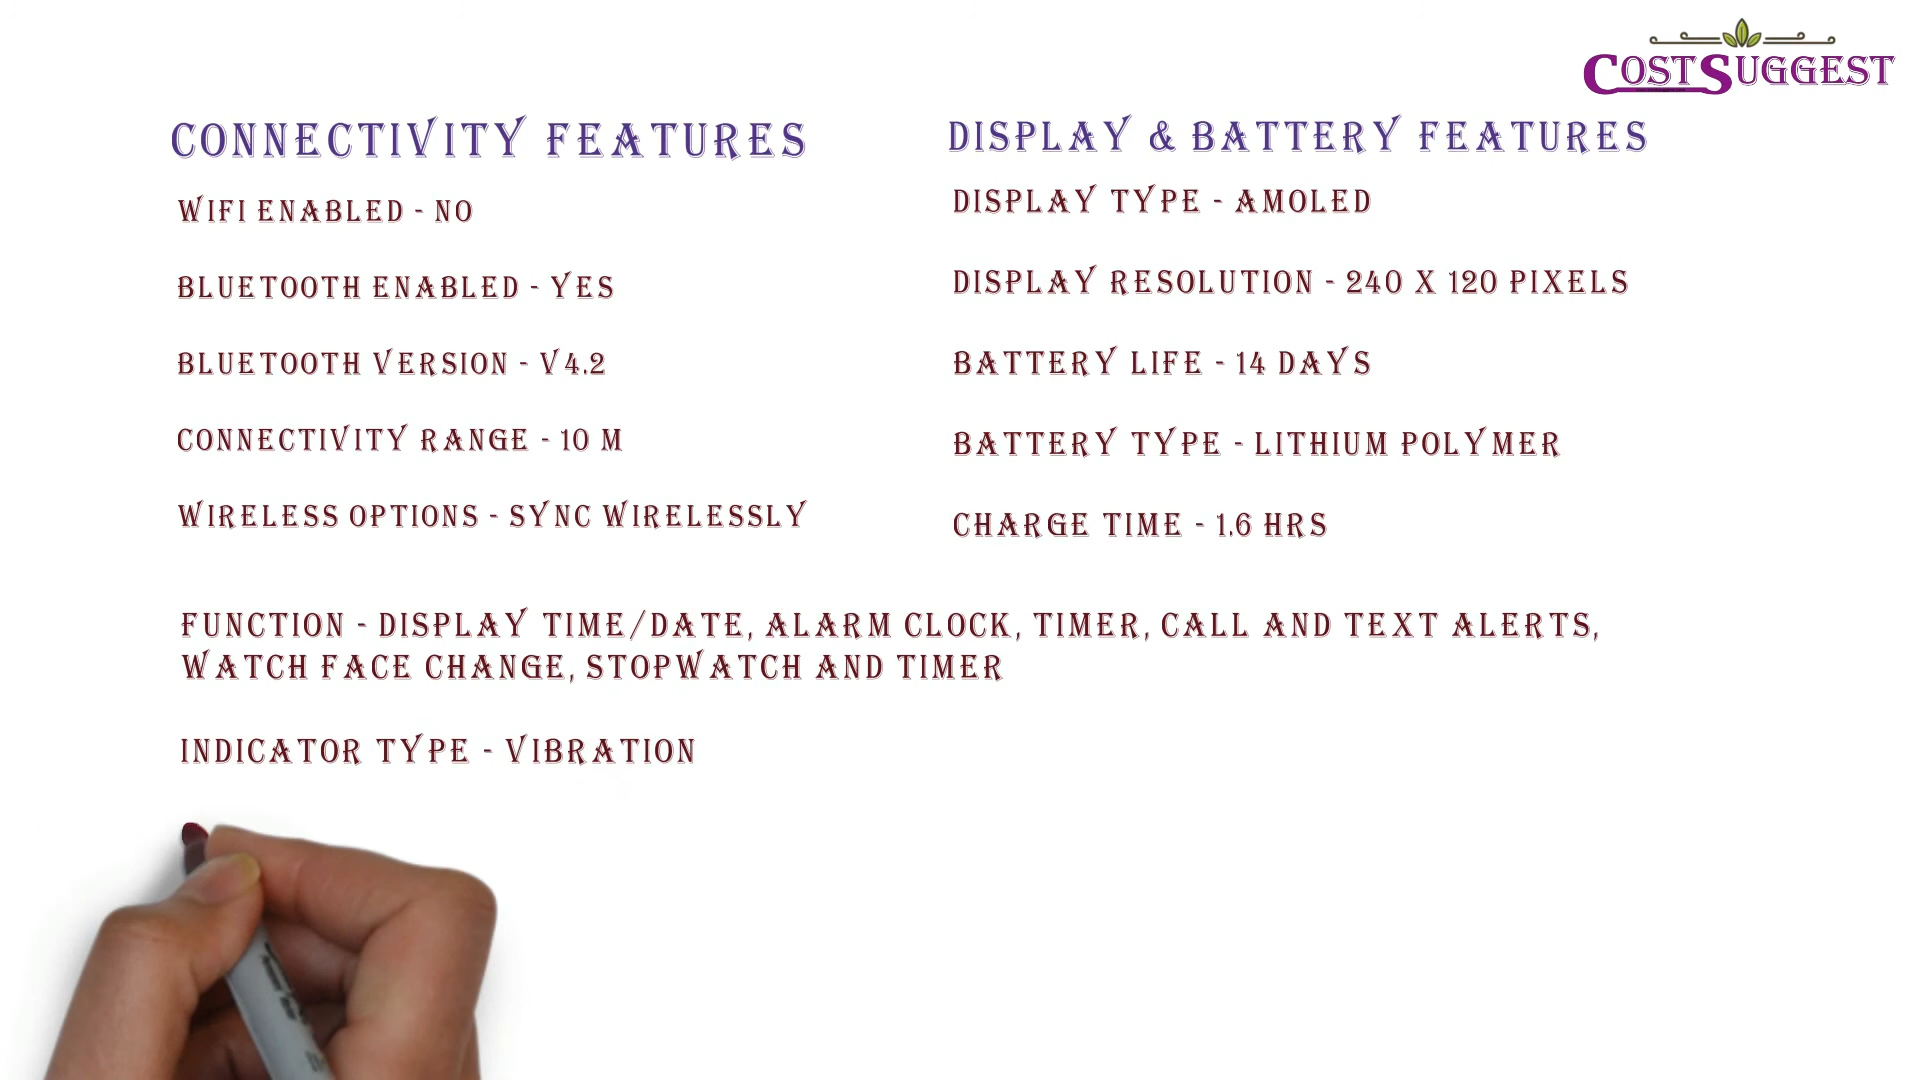 CostSuggest
CONNECTIVITY FEATURES
WIFI ENABLED - NO
BLUETOOTH ENABLED - YES
BLUETOOTH VERSION - V4.2
CONNECTIVITY RANGE - 10 M
WIRELESS OPTIONS - SYNC WIRELESSLY
DISPLAY & BATTERY FEATURES
DISPLAY TYPE - AMOLED
DISPLAY RESOLUTION - 240 X 120 PIXELS
BATTERY LIFE - 14 DAYS
BATTERY TYPE - LITHIUM POLYMER
CHARGE TIME - 1.6 HRS
FUNCTION - DISPLAY TIME/DATE, ALARM CLOCK, TIMER, CALL AND TEXT ALERTS,
WATCH FACE CHANGE, STOPWATCH AND TIMER
INDICATOR TYPE - VIBRATION